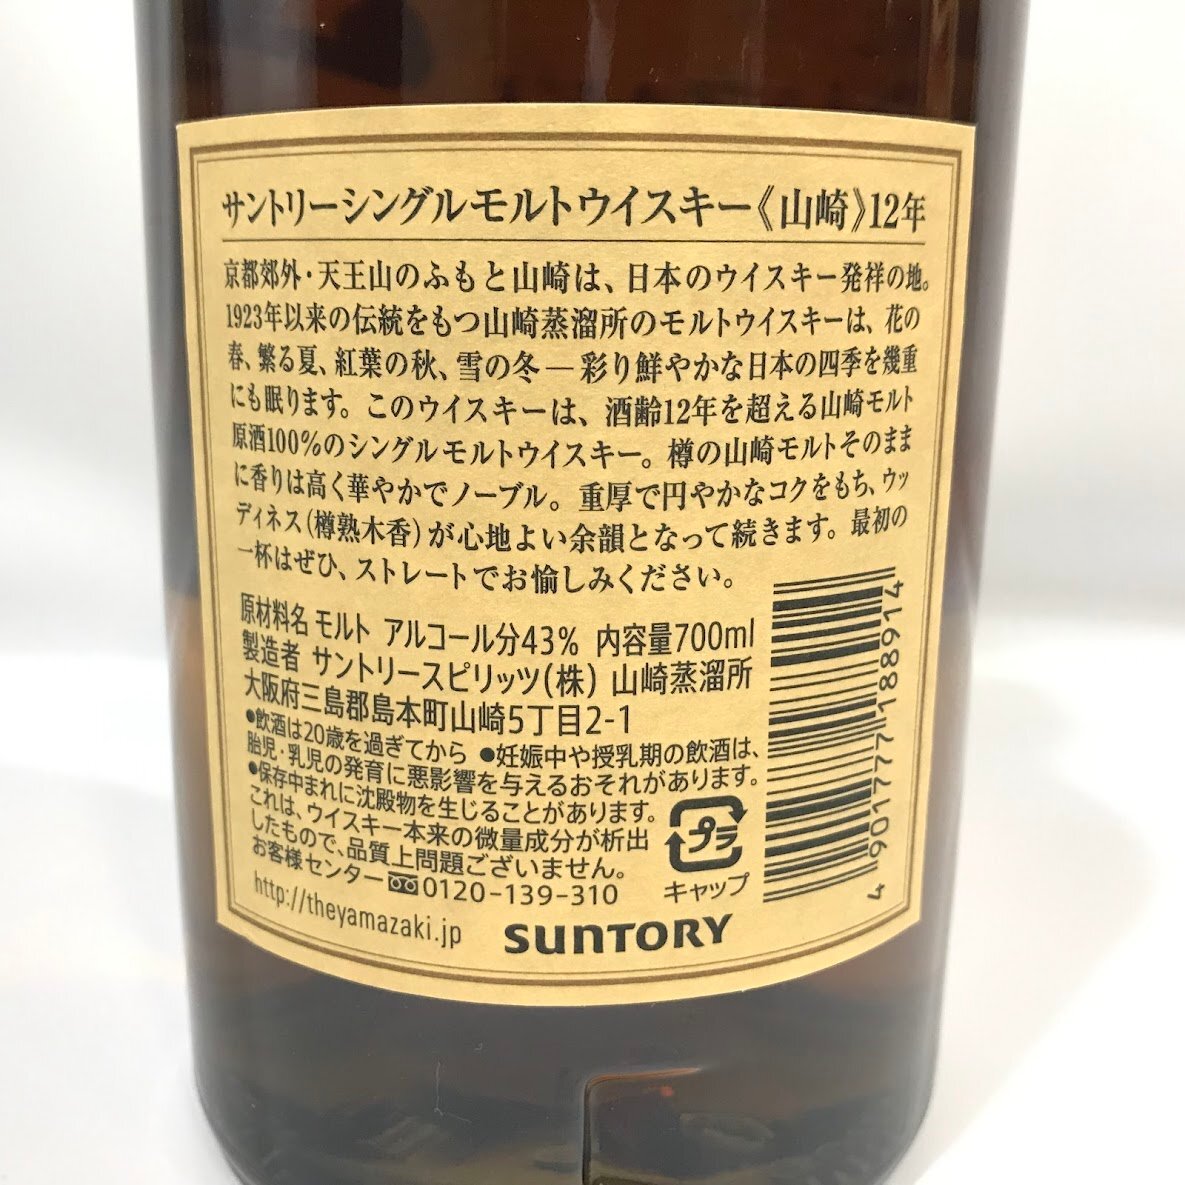 サントリーシングルモルトウイスキー《山崎》12年
京都郊外・天王山のふもと山崎は、日本のウイスキー発祥の地。
1923年以来の伝統をもつ山崎蒸溜所のモルトウイスキーは、花の
春、繁る夏、紅葉の秋、雪の冬―彩り鮮やかな日本の四季を幾重
にも眠ります。このウイスキーは、酒齢12年を超える山崎モルト
原酒100%のシングルモルトウイスキー。樽の山崎モルトそのまま
に香りは高く華やかでノーブル。重厚で円やかなコクをもち、ウッ
ディネス(樽熟木香)が心地よい余韻となって続きます。最初の
一杯はぜひ、ストレートでお愉しみください。
原材料名 モルト アルコール分43% 内容量700ml
製造者 サントリースピリッツ(株) 山崎蒸溜所
大阪府三島郡島本町山崎5丁目2-1
●飲酒は20歳を過ぎてから ●妊娠中や授乳期の飲酒は、
胎児・乳児の発育に悪影響を与えるおそれがあります。
●保存中まれに沈殿物を生じることがあります。
これは、ウイスキー本来の微量成分が析出
したもので、品質上問題ございません。
お客様センター 0120-139-310
http://theyamazaki.jp
プラ
キャップ
SUNTORY
4 901777 188914